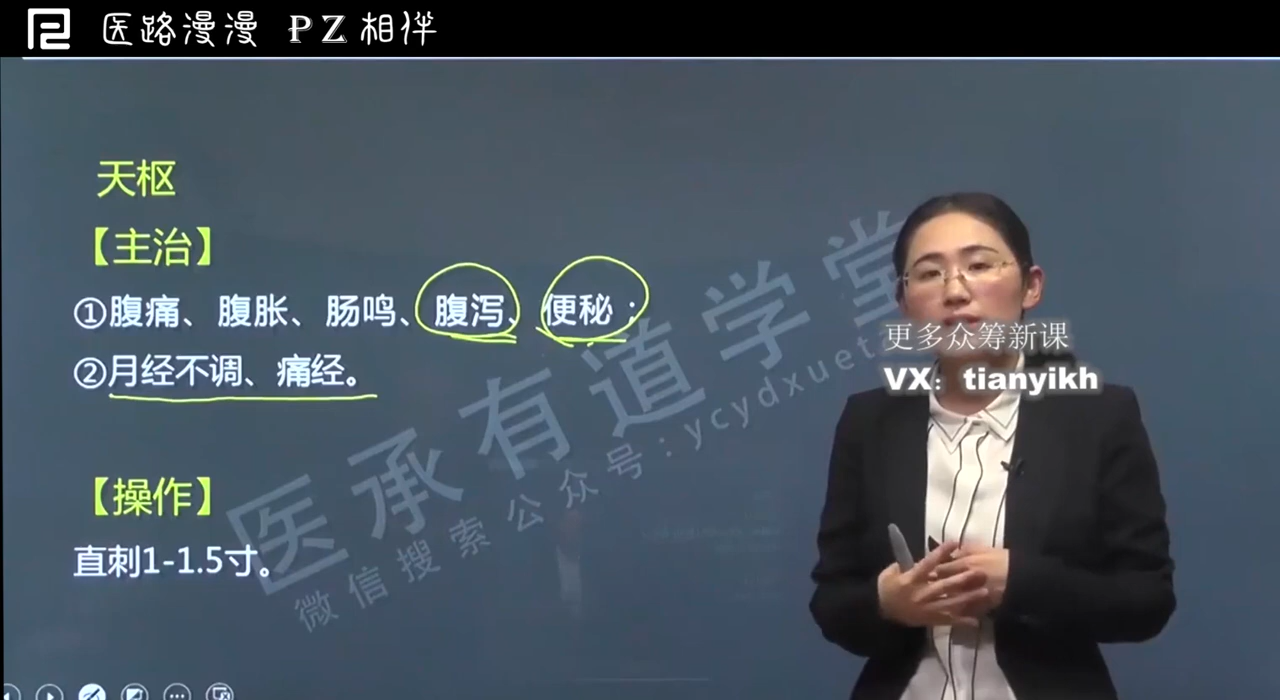 医路漫漫 PZ相伴
天枢
【主治】
①腹痛、腹胀、肠鸣、腹泻、便秘；
②月经不调、痛经。
【操作】
直刺1-1.5寸。
医承有道学堂
微信搜索公众号：ycydxuet
更多众筹新课
VX：tianyikh